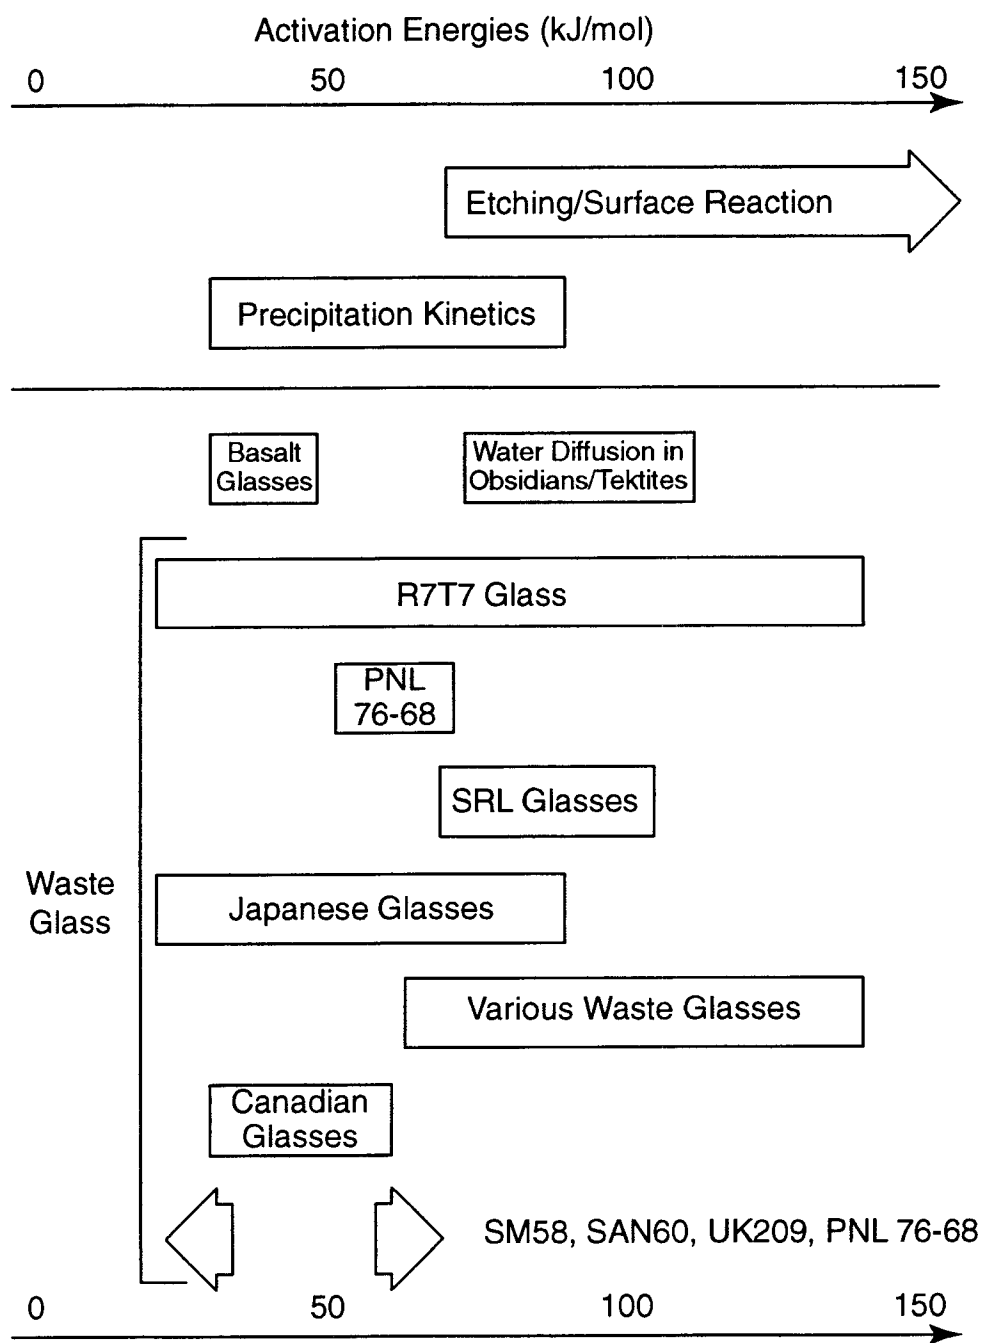 Activation Energies (kJ/mol)
0 50 100 150
Etching/Surface Reaction
Precipitation Kinetics
Basalt
Glasses
Water Diffusion in
Obsidians/Tektites
R7T7 Glass
PNL
76-68
SRL Glasses
Waste
Glass
Japanese Glasses
Various Waste Glasses
Canadian
Glasses
SM58, SAN60, UK209, PNL 76-68
0 50 100 150